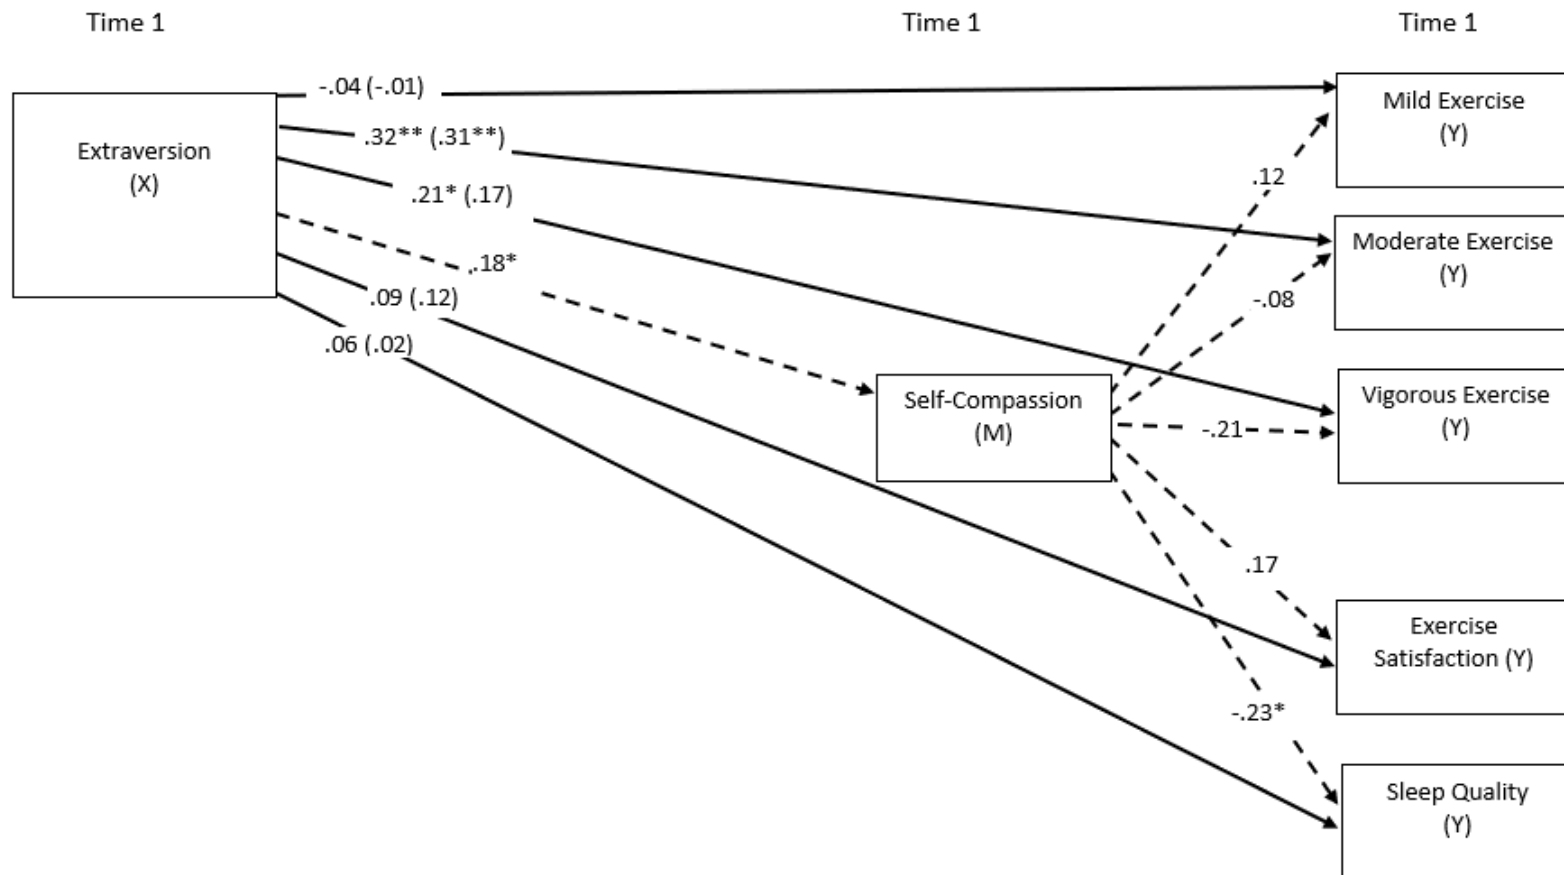 Time 1
Time 1
Time 1
Extraversion
(X)
-.04 (-.01)
.32** (.31**)
.21* (.17)
.18*
.09 (.12)
.06 (.02)
Self-Compassion
(M)
.12
-.08
-.21
.17
-.23*
Mild Exercise
(Y)
Moderate Exercise
(Y)
Vigorous Exercise
(Y)
Exercise
Satisfaction (Y)
Sleep Quality
(Y)